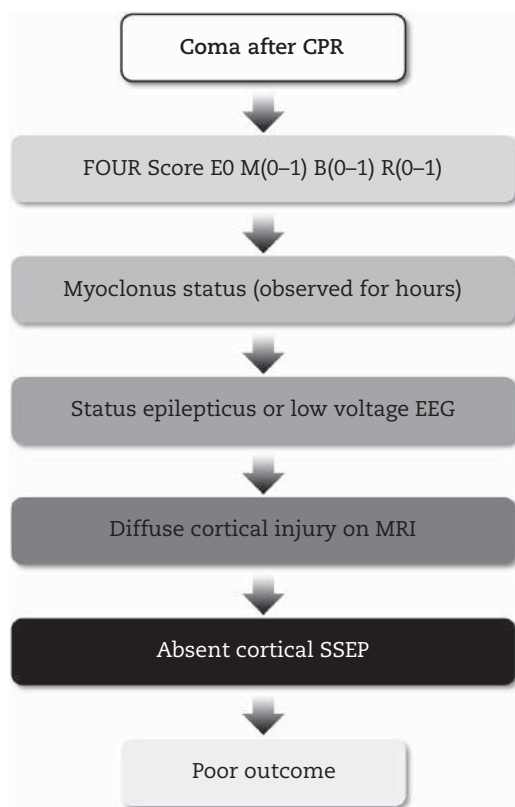 Coma after CPR
FOUR Score E0 M(0–1) B(0–1) R(0–1)
Myoclonus status (observed for hours)
Status epilepticus or low voltage EEG
Diffuse cortical injury on MRI
Absent cortical SSEP
Poor outcome